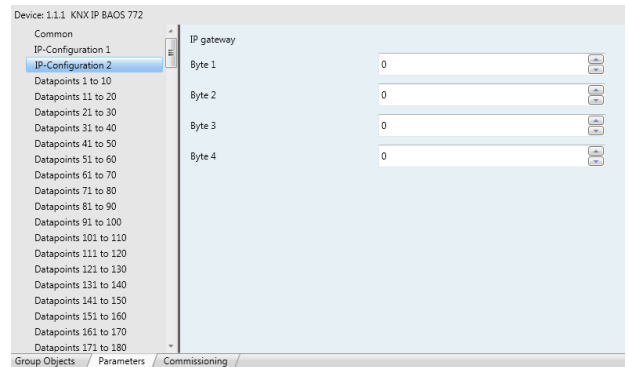 Device: 1.1.1 KNX IP BAOS 772
Common
IP-Configuration 1
IP-Configuration 2
Datapoints 1 to 10
Datapoints 11 to 20
Datapoints 21 to 30
Datapoints 31 to 40
Datapoints 41 to 50
Datapoints 51 to 60
Datapoints 61 to 70
Datapoints 71 to 80
Datapoints 81 to 90
Datapoints 91 to 100
Datapoints 101 to 110
Datapoints 111 to 120
Datapoints 121 to 130
Datapoints 131 to 140
Datapoints 141 to 150
Datapoints 151 to 160
Datapoints 161 to 170
Datapoints 171 to 180
IP gateway
Byte 1 0
Byte 2 0
Byte 3 0
Byte 4 0
Group Objects Parameters Commissioning